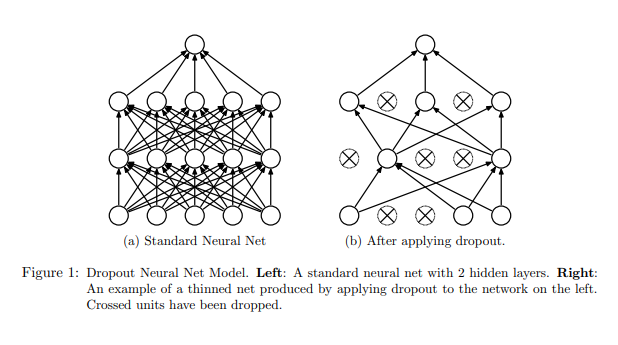 (a) Standard Neural Net
(b) After applying dropout.
Figure 1: Dropout Neural Net Model. Left: A standard neural net with 2 hidden layers. Right:
An example of a thinned net produced by applying dropout to the network on the left.
Crossed units have been dropped.